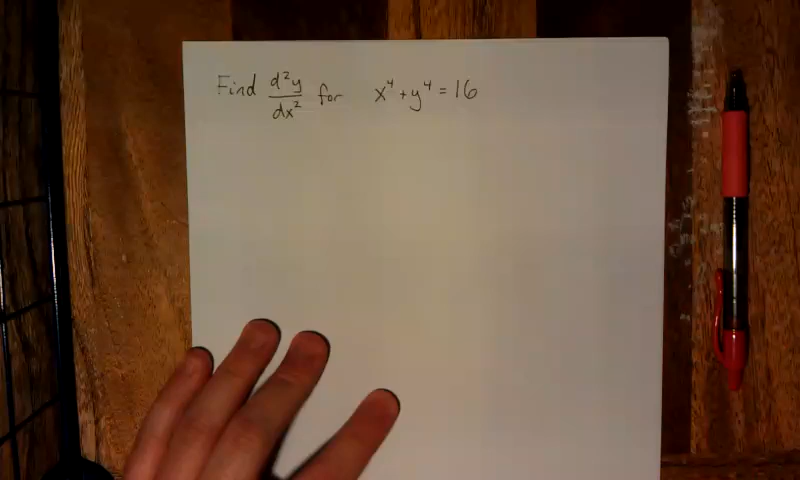 Find d²y/dx² for x⁴ + y⁴ = 16